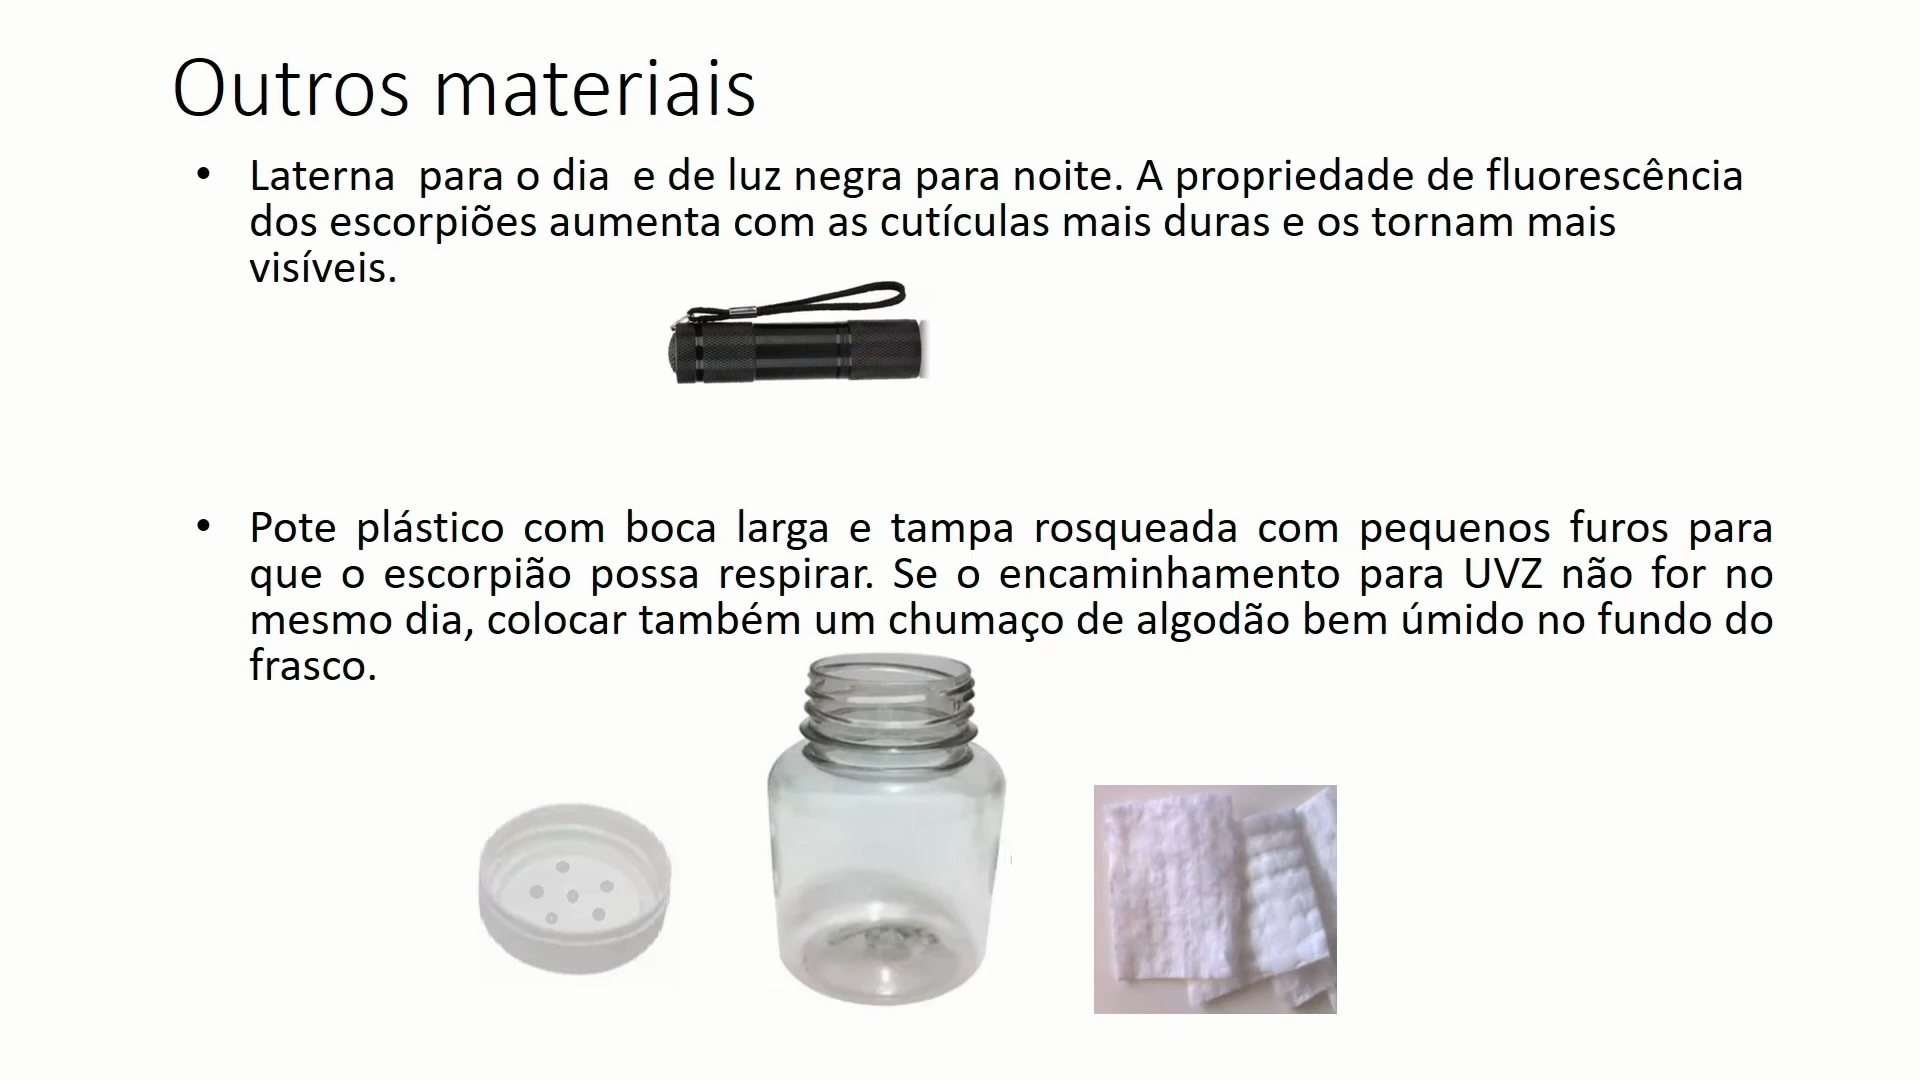 Outros materiais
• Laterna  para o dia  e de luz negra para noite. A propriedade de fluorescência
dos escorpiões aumenta com as cutículas mais duras e os tornam mais
visíveis.
• Pote plástico com boca larga e tampa rosqueada com pequenos furos para
que o escorpião possa respirar. Se o encaminhamento para UVZ não for no
mesmo dia, colocar também um chumaço de algodão bem úmido no fundo do
frasco.